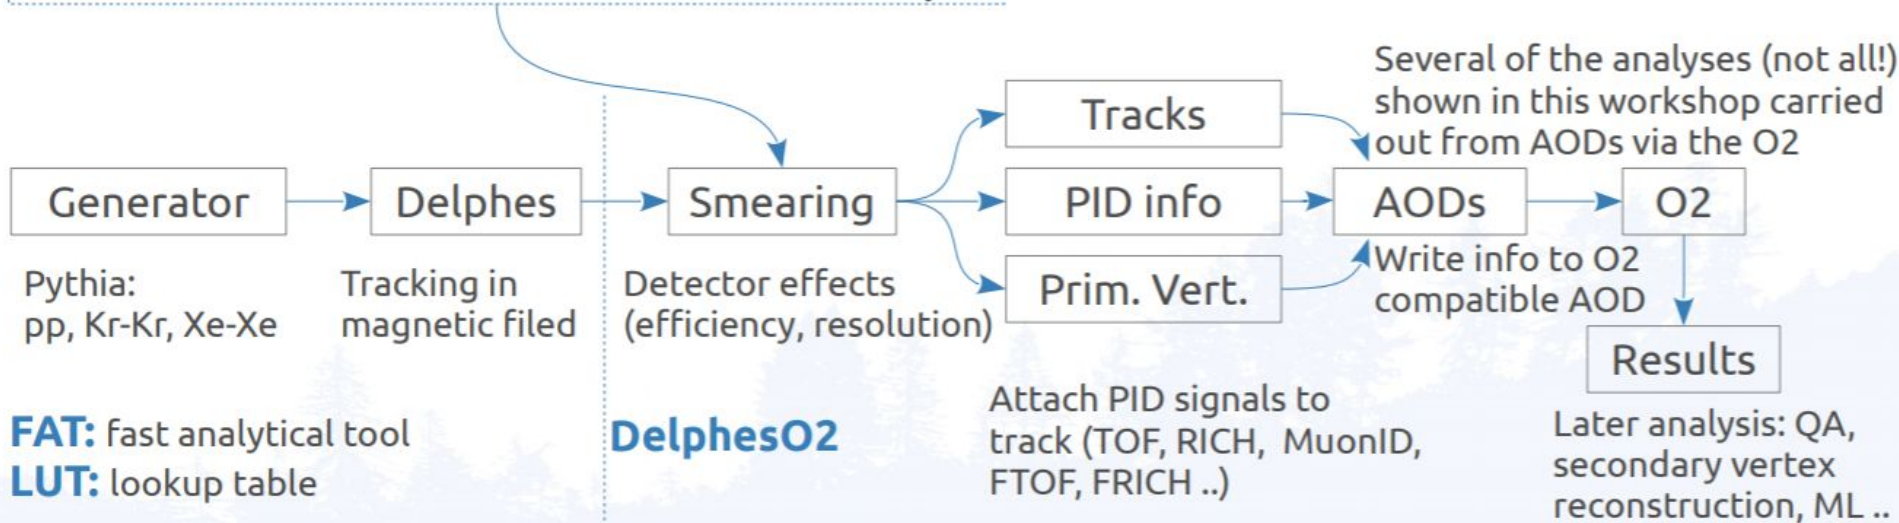 Generator
Pythia:
pp, Kr-Kr, Xe-Xe
Delphes
Tracking in
magnetic filed
Smearing
Detector effects
(efficiency, resolution)
Tracks
PID info
Prim. Vert.
Attach PID signals to
track (TOF, RICH, MuonID,
FTOF, FRICH ..)
Several of the analyses (not all!)
shown in this workshop carried
out from AODs via the O2
AODs
Write info to O2
compatible AOD
O2
Results
Later analysis: QA,
secondary vertex
reconstruction, ML ..
FAT: fast analytical tool
LUT: lookup table
DelphesO2